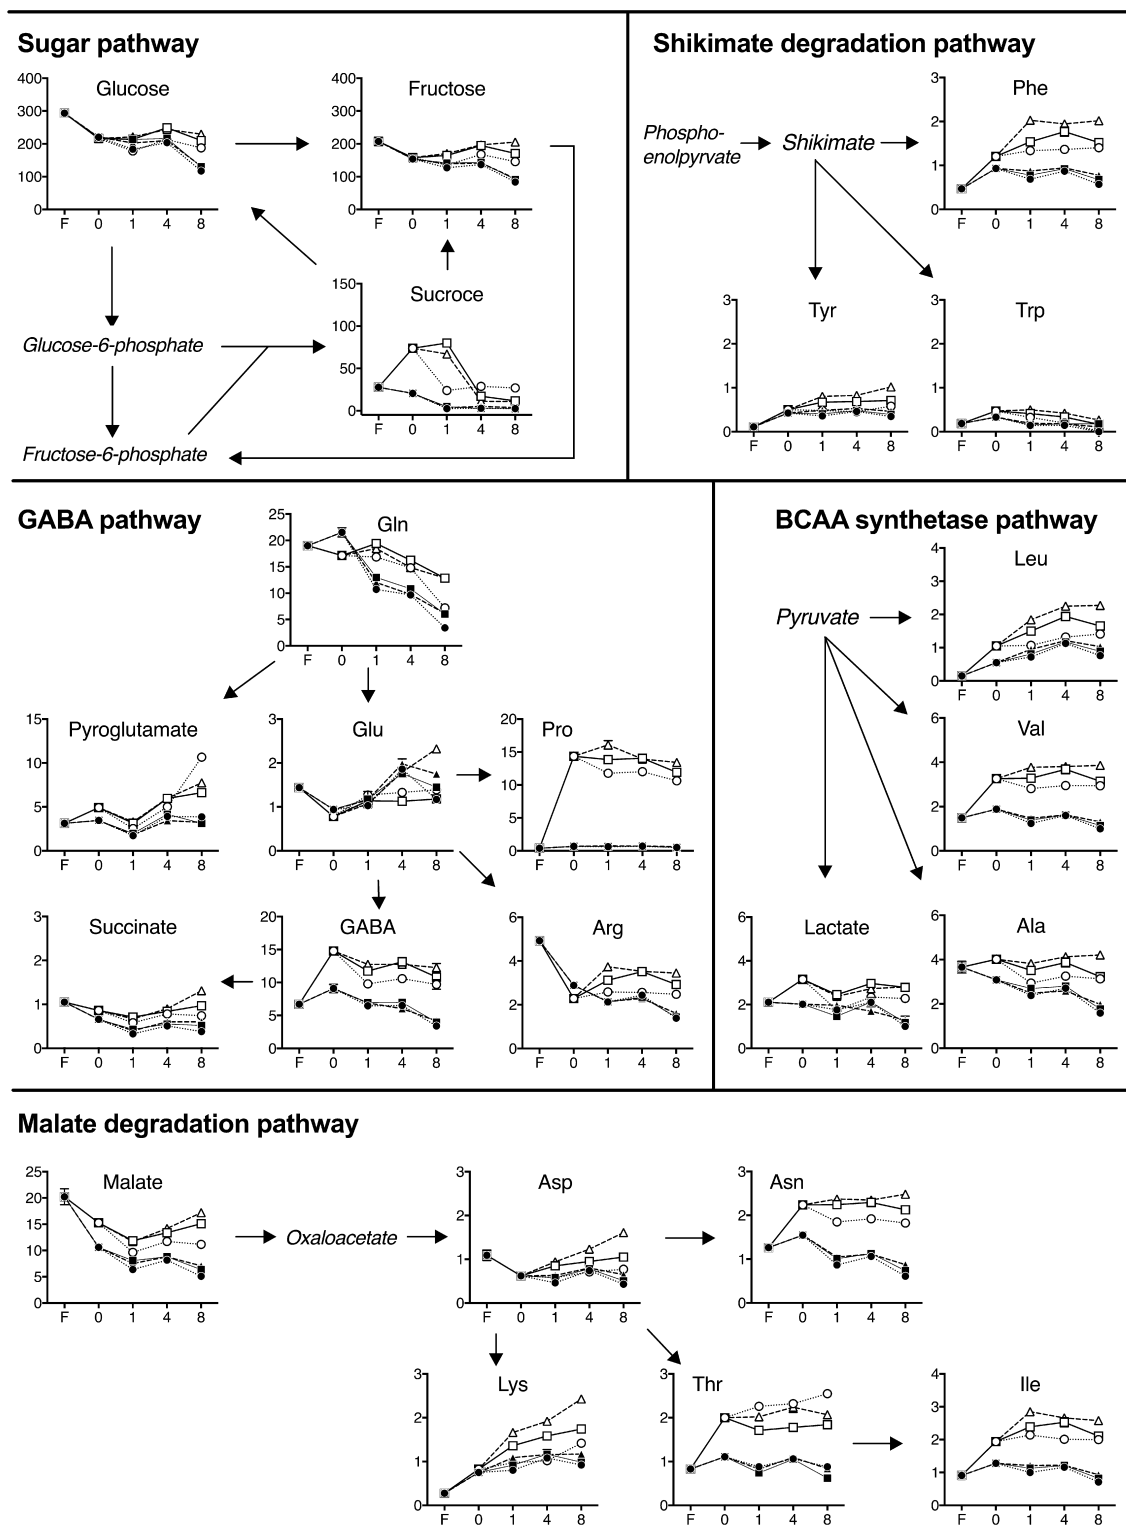 Sugar pathway
Glucose
400
300
200
100
0
F 0 1 4 8
Fructose
400
300
200
100
0
F 0 1 4 8
Sucroce
150
100
50
0
F 0 1 4 8
Glucose-6-phosphate
Fructose-6-phosphate
Shikimate degradation pathway
Phospho-
enolpyrvate
Shikimate
Phe
3
2
1
0
F 0 1 4 8
Tyr
3
2
1
0
F 0 1 4 8
Trp
3
2
1
0
F 0 1 4 8
GABA pathway
Gln
25
20
15
10
5
0
F 0 1 4 8
Pyroglutamate
15
10
5
0
F 0 1 4 8
Glu
3
2
1
0
F 0 1 4 8
Pro
20
15
10
5
0
F 0 1 4 8
Succinate
3
2
1
0
F 0 1 4 8
GABA
20
15
10
5
0
F 0 1 4 8
Arg
6
4
2
0
F 0 1 4 8
BCAA synthetase pathway
Pyruvate
Leu
4
3
2
1
0
F 0 1 4 8
Val
6
4
2
0
F 0 1 4 8
Lactate
6
4
2
0
F 0 1 4 8
Ala
6
4
2
0
F 0 1 4 8
Malate degradation pathway
Malate
25
20
15
10
5
0
F 0 1 4 8
Oxaloacetate
Asp
3
2
1
0
F 0 1 4 8
Asn
3
2
1
0
F 0 1 4 8
Lys
3
2
1
0
F 0 1 4 8
Thr
3
2
1
0
F 0 1 4 8
Ile
4
3
2
1
0
F 0 1 4 8